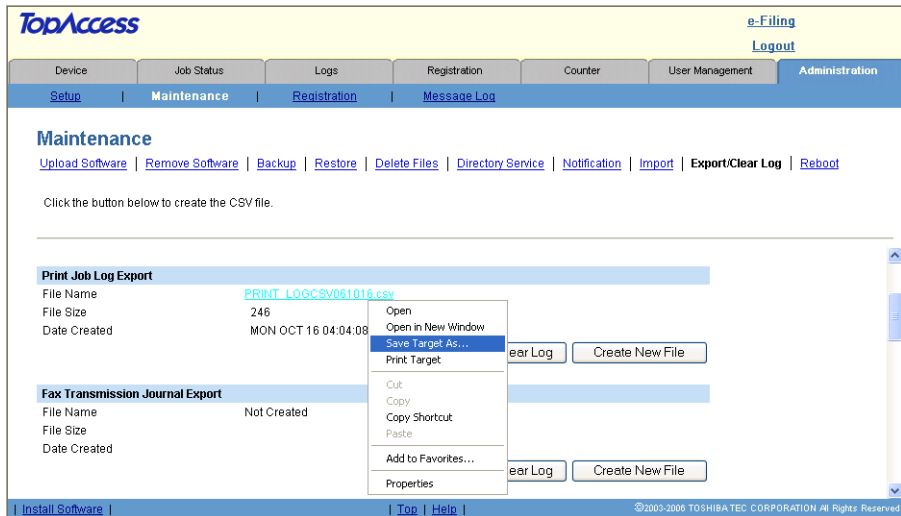 TopAccess
e-Filing
Logout
Device Job Status Logs Registration Counter User Management Administration
Setup | Maintenance | Registration | Message Log
Maintenance
Upload Software | Remove Software | Backup | Restore | Delete Files | Directory Service | Notification | Import | Export/Clear Log | Reboot
Click the button below to create the CSV file.
Print Job Log Export
File Name PRINT_LOGCSV061016.csv
File Size 246
Date Created MON OCT 16 04:04:08
ear Log Create New File
Open
Open in New Window
Save Target As...
Print Target
Cut
Copy
Copy Shortcut
Paste
Add to Favorites...
Properties
Fax Transmission Journal Export
File Name Not Created
File Size
Date Created
ear Log Create New File
| Install Software | | Top | Help | ©2003-2006 TOSHIBA TEC CORPORATION All Rights Reserved